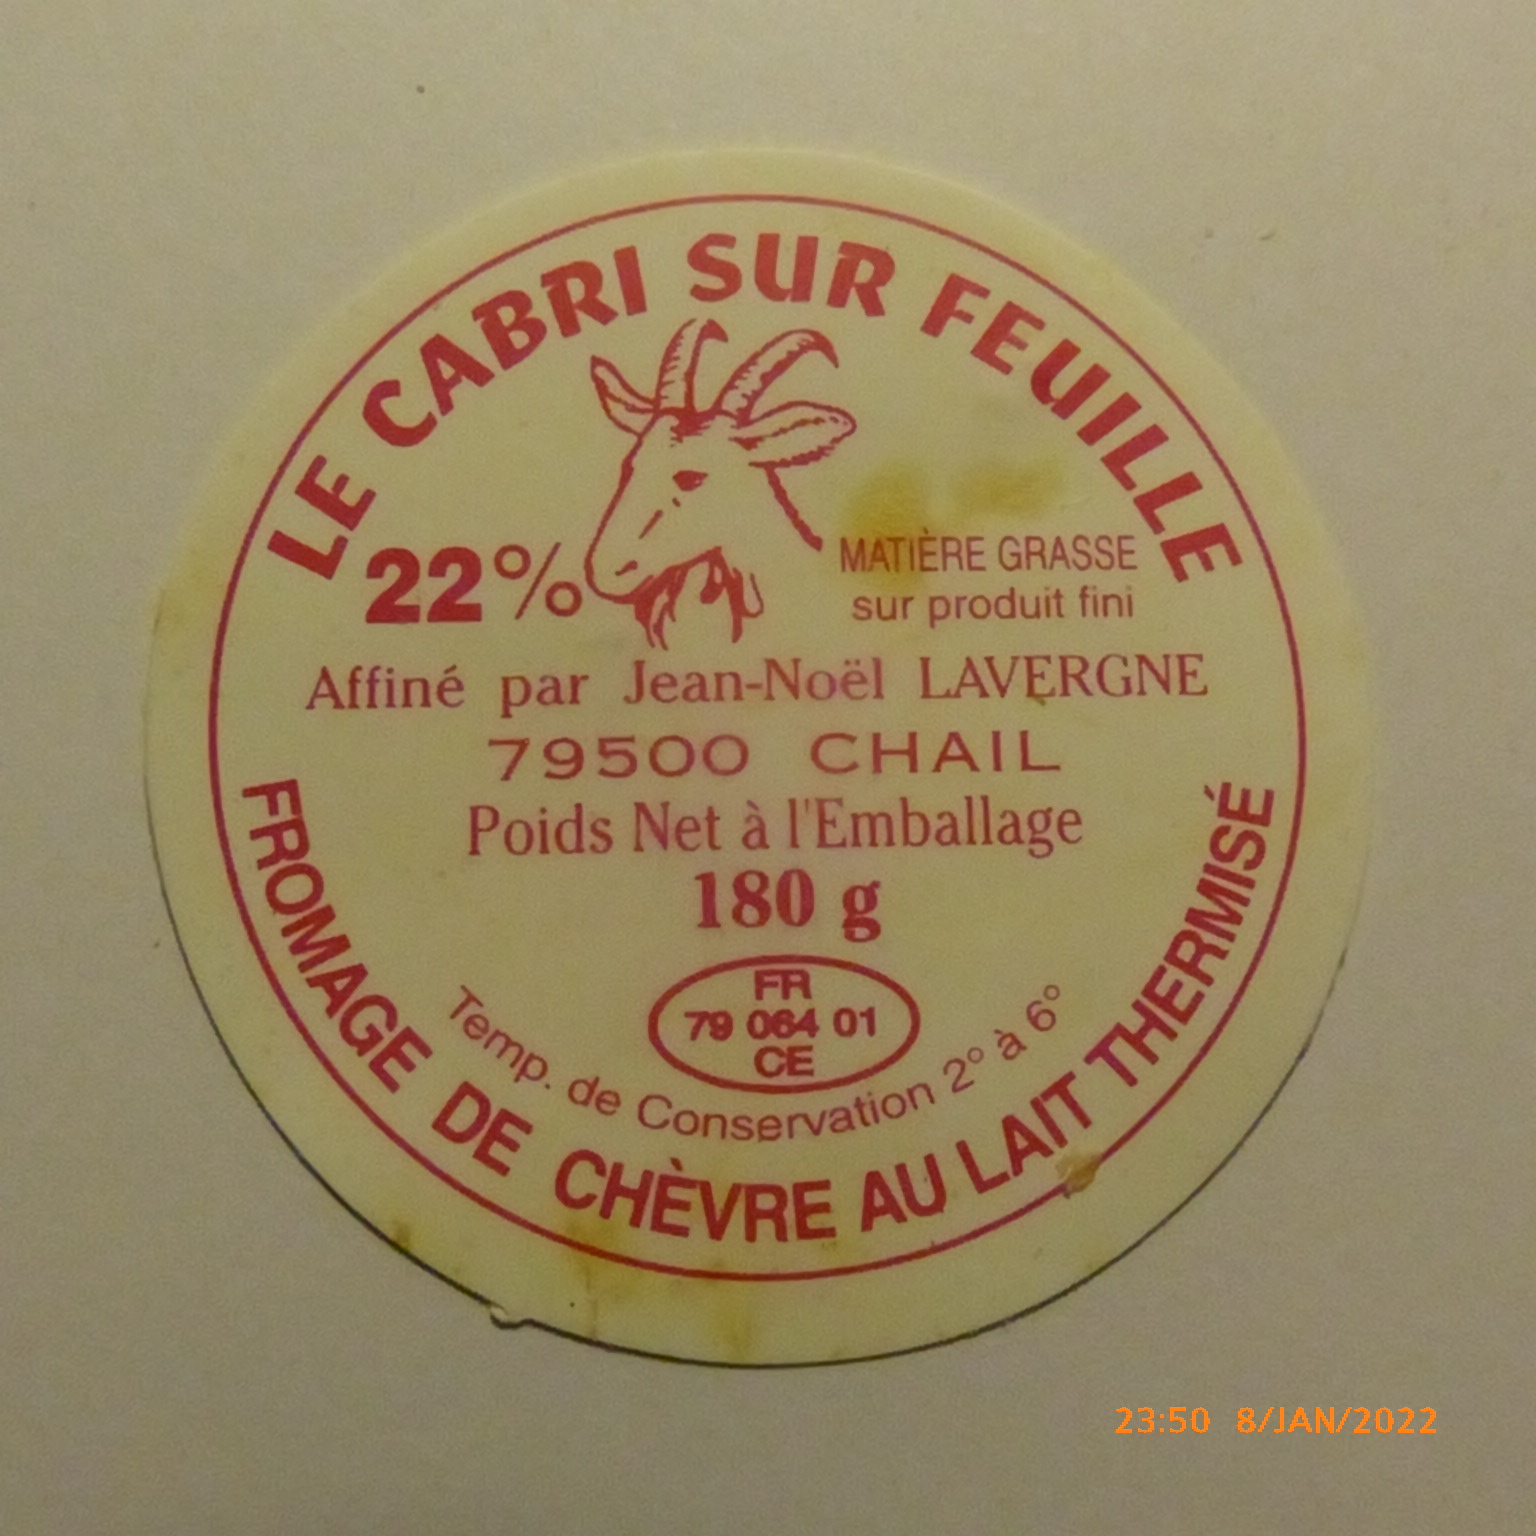 LE CABRI SUR FEUILLE
22%
MATIÈRE GRASSE
sur produit fini
Affiné par Jean-Noël LAVERGNE
79500 CHAIL
Poids Net à l'Emballage
180 g
FR
79 064 01
CE
Temp. de Conservation 2° à 6°
FROMAGE DE CHÈVRE AU LAIT THERMISÉ
23:50 8/JAN/2022